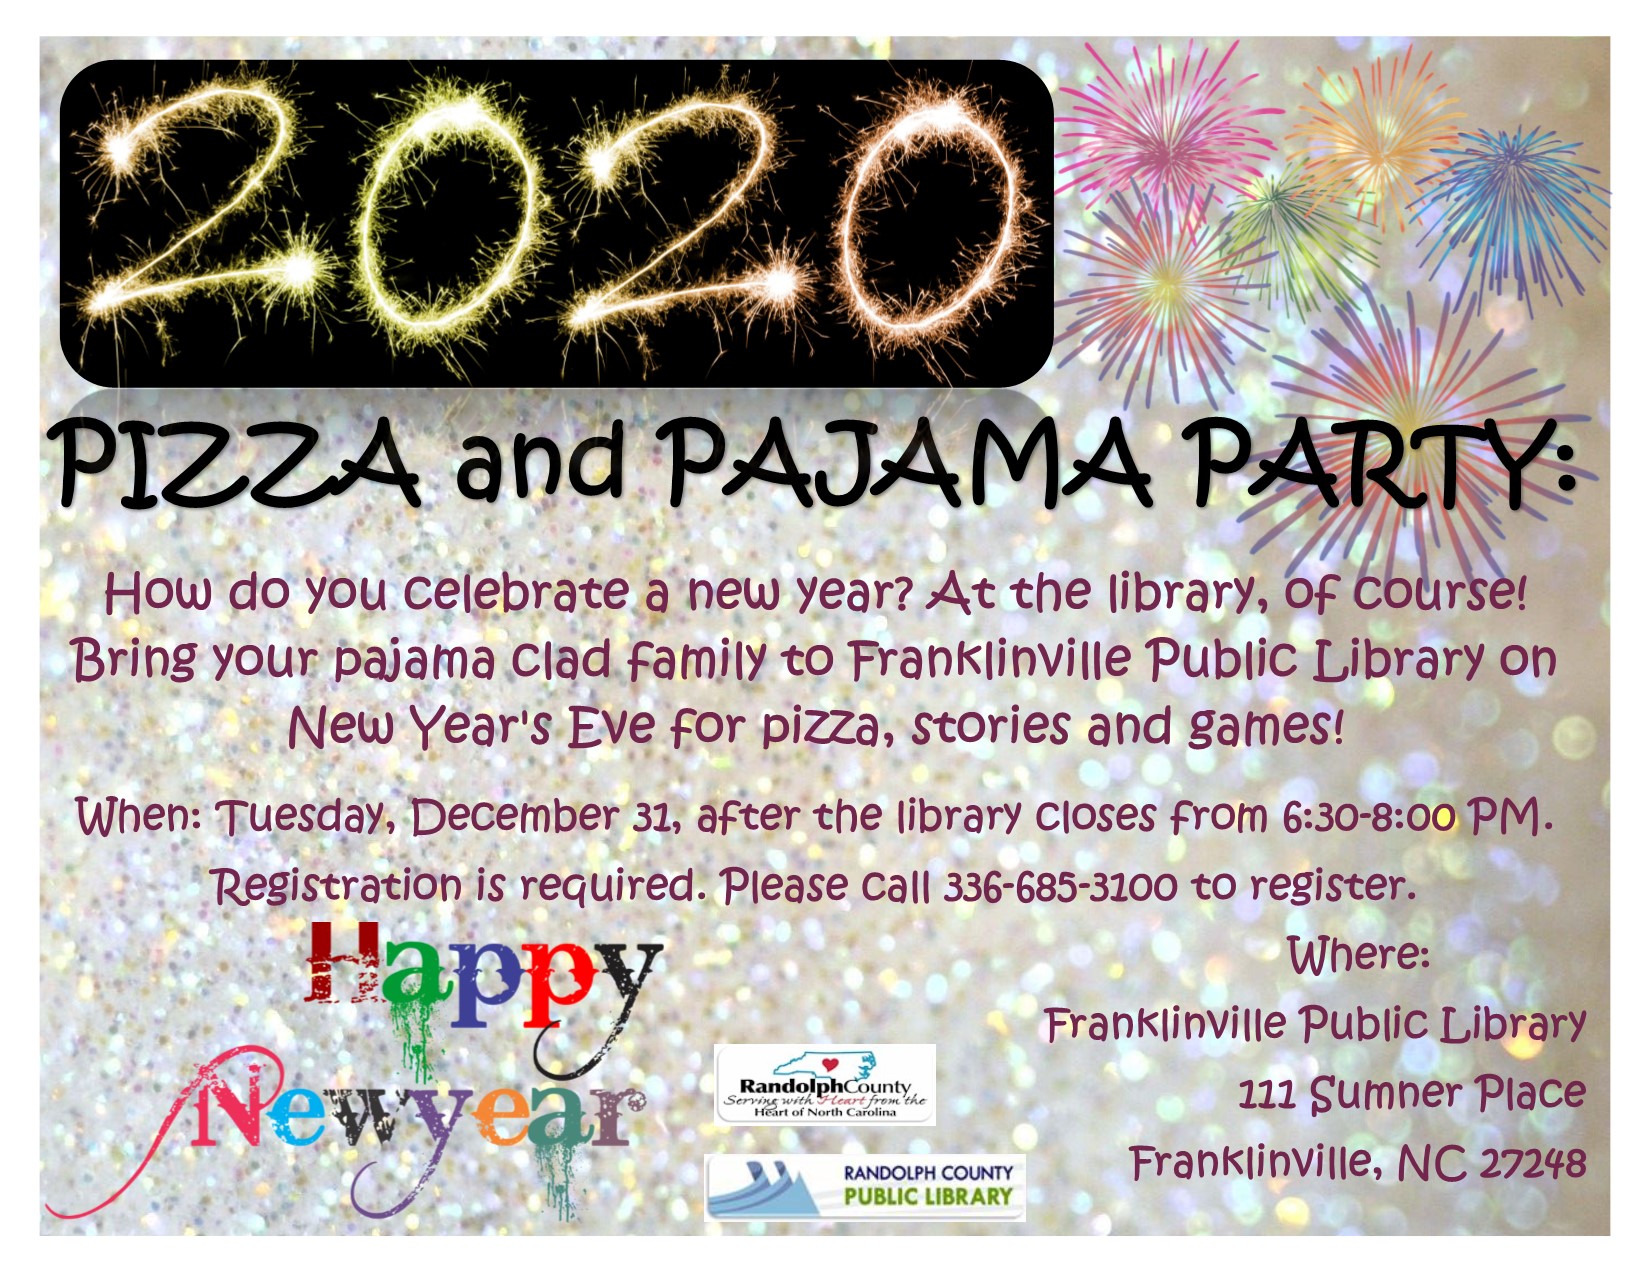 2020
PIZZA and PAJAMA PARTY:
How do you celebrate a new year? At the library, of course!
Bring your pajama clad family to Franklinville Public Library on
New Year's Eve for pizza, stories and games!
When: Tuesday, December 31, after the library closes from 6:30-8:00 PM.
Registration is required. Please call 336-685-3100 to register.
Happy
Newyear
RandolphCounty
Serving with Heart from the
Heart of North Carolina
RANDOLPH COUNTY
PUBLIC LIBRARY
Where:
Franklinville Public Library
111 Sumner Place
Franklinville, NC 27248